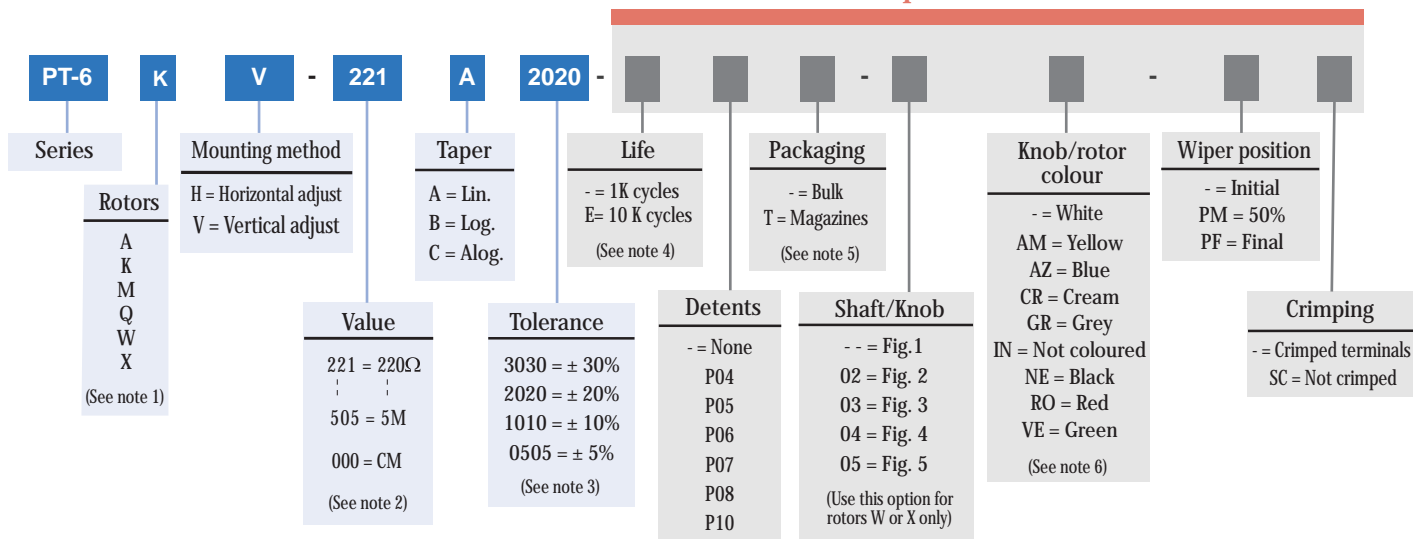 PT-6 K V - 221 A 2020 - - -
Series
Rotors
A
K
M
Q
W
X
(See note 1)
Mounting method
H = Horizontal adjust
V = Vertical adjust
Value
221 = 220Ω
505 = 5M
000 = CM
(See note 2)
Taper
A = Lin.
B = Log.
C = Alog.
Tolerance
3030 = ± 30%
2020 = ± 20%
1010 = ± 10%
0505 = ± 5%
(See note 3)
Life
- = 1K cycles
E= 10 K cycles
(See note 4)
Detents
- = None
P04
P05
P06
P07
P08
P10
Packaging
- = Bulk
T = Magazines
(See note 5)
Shaft/Knob
- - = Fig.1
02 = Fig. 2
03 = Fig. 3
04 = Fig. 4
05 = Fig. 5
(Use this option for
rotors W or X only)
Knob/rotor
colour
- = White
AM = Yellow
AZ = Blue
CR = Cream
GR = Grey
IN = Not coloured
NE = Black
RO = Red
VE = Green
(See note 6)
Wiper position
- = Initial
PM = 50%
PF = Final
Crimping
- = Crimped terminals
SC = Not crimped